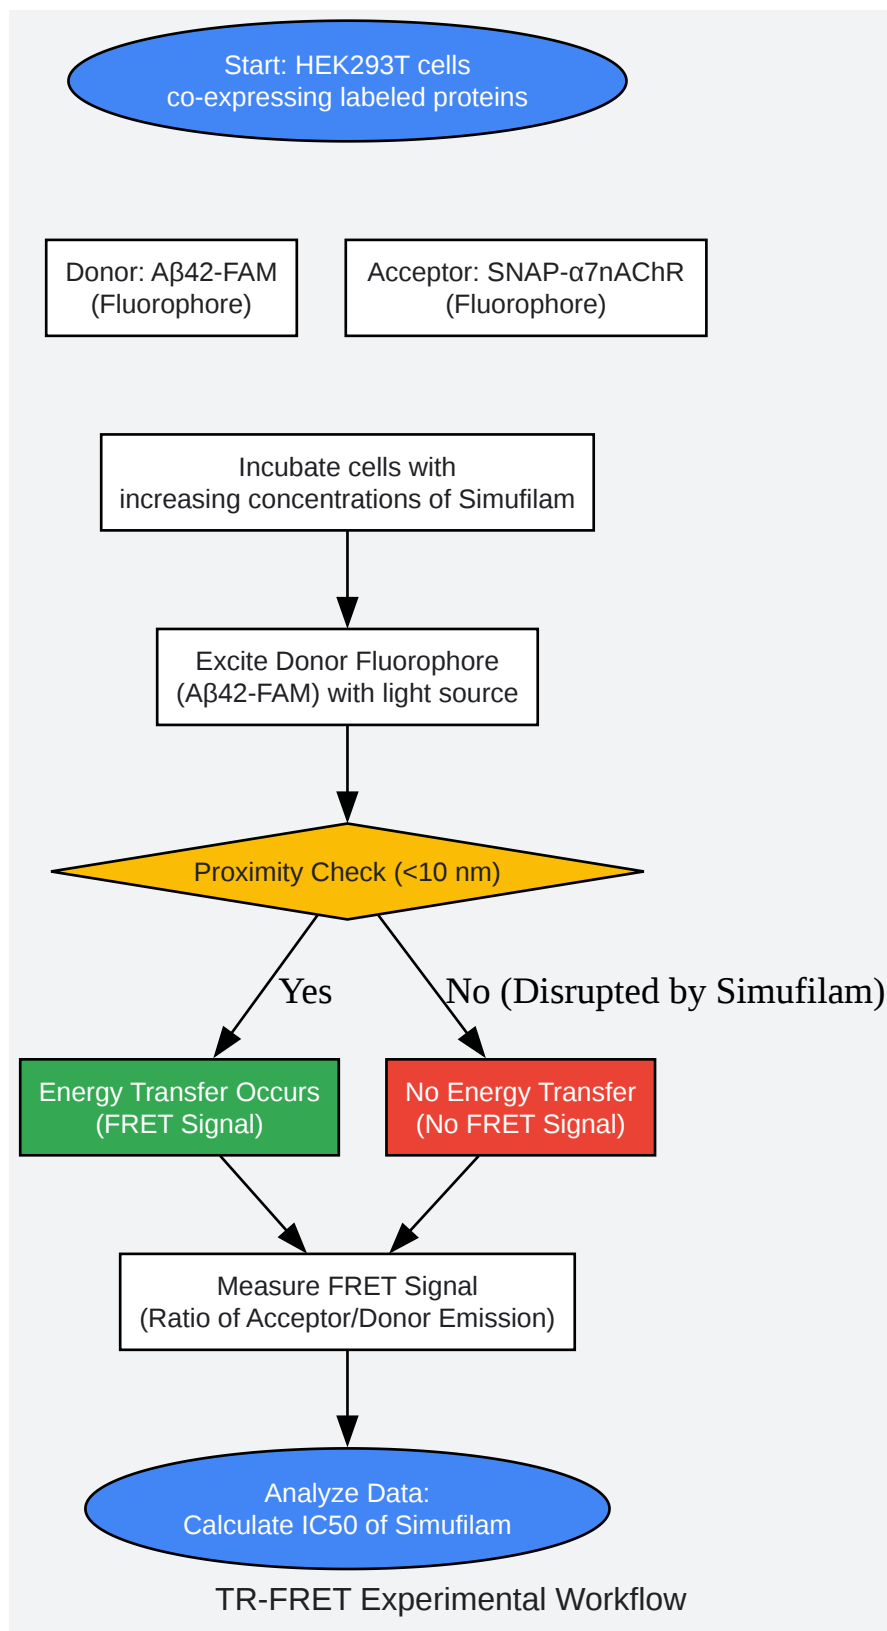 Start: HEK293T cells
co-expressing labeled proteins
Donor: Aβ42-FAM
(Fluorophore)
Acceptor: SNAP-α7nAChR
(Fluorophore)
Incubate cells with
increasing concentrations of Simufilam
Excite Donor Fluorophore
(Aβ42-FAM) with light source
Proximity Check (<10 nm)
Yes
No (Disrupted by Simufilam)
Energy Transfer Occurs
(FRET Signal)
No Energy Transfer
(No FRET Signal)
Measure FRET Signal
(Ratio of Acceptor/Donor Emission)
Analyze Data:
Calculate IC50 of Simufilam
TR-FRET Experimental Workflow